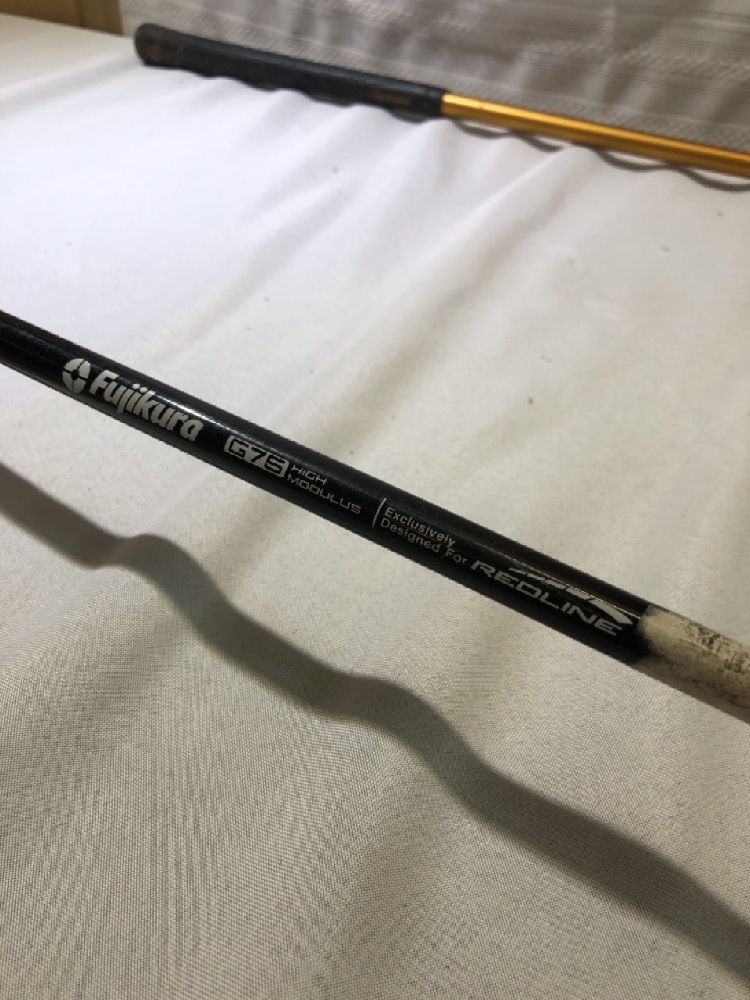 Fujikura
G75 HIGH
MODULUS
Exclusively
Designed For
REDLINE